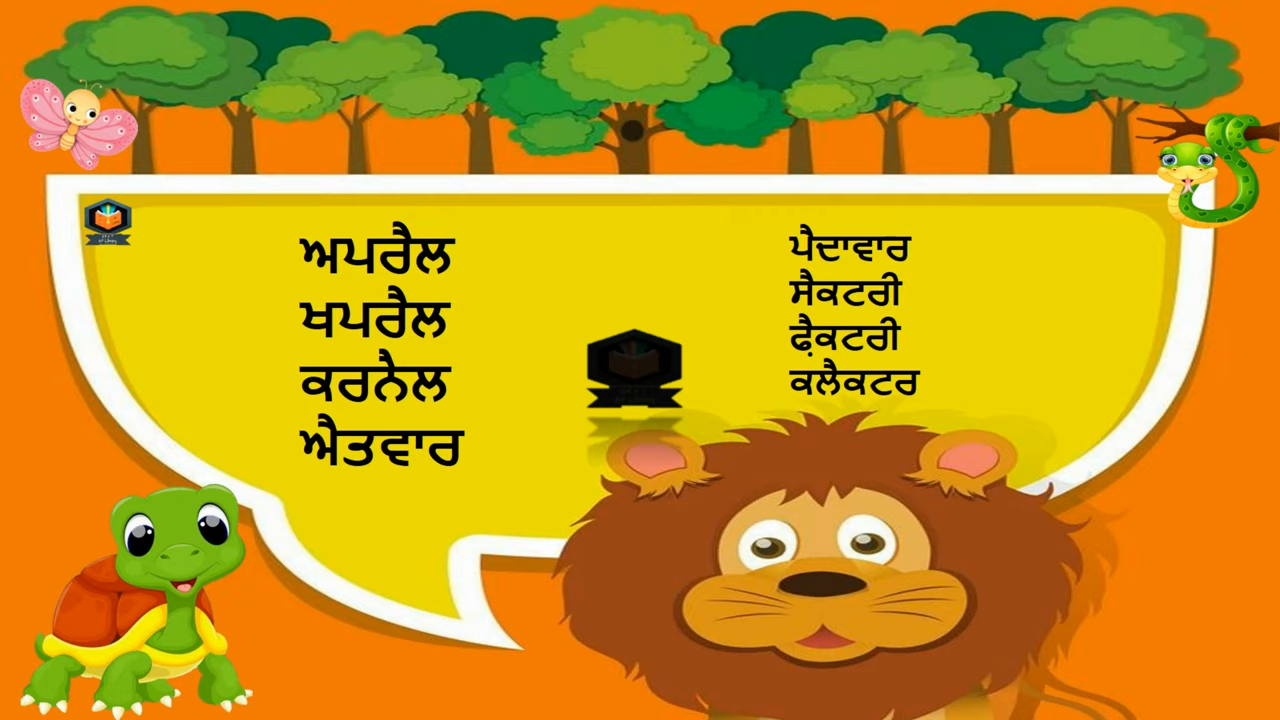 ਅਪਰੈਲ
ਖਪਰੈਲ
ਕਰਨੈਲ
ਐਤਵਾਰ
ਪੈਦਾਵਾਰ
ਸੈਕਟਰੀ
ਫੈ਼ਕਟਰੀ
ਕਲੈਕਟਰ